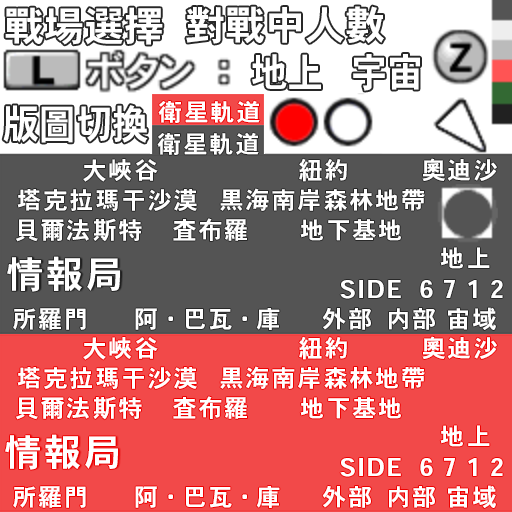 戰場選擇 對戰中人數
L ボタン : 地上 宇宙 Z
版圖切換 衛星軌道
衛星軌道
大峽谷 紐約 奧迪沙
塔克拉瑪干沙漠 黒海南岸森林地帶
貝爾法斯特 査布羅 地下基地
情報局 地上
SIDE 6 7 1 2
所羅門 阿·巴瓦·庫 外部 内部 宙域
大峽谷 紐約 奧迪沙
塔克拉瑪干沙漠 黒海南岸森林地帶
貝爾法斯特 査布羅 地下基地
情報局 地上
SIDE 6 7 1 2
所羅門 阿·巴瓦·庫 外部 内部 宙域